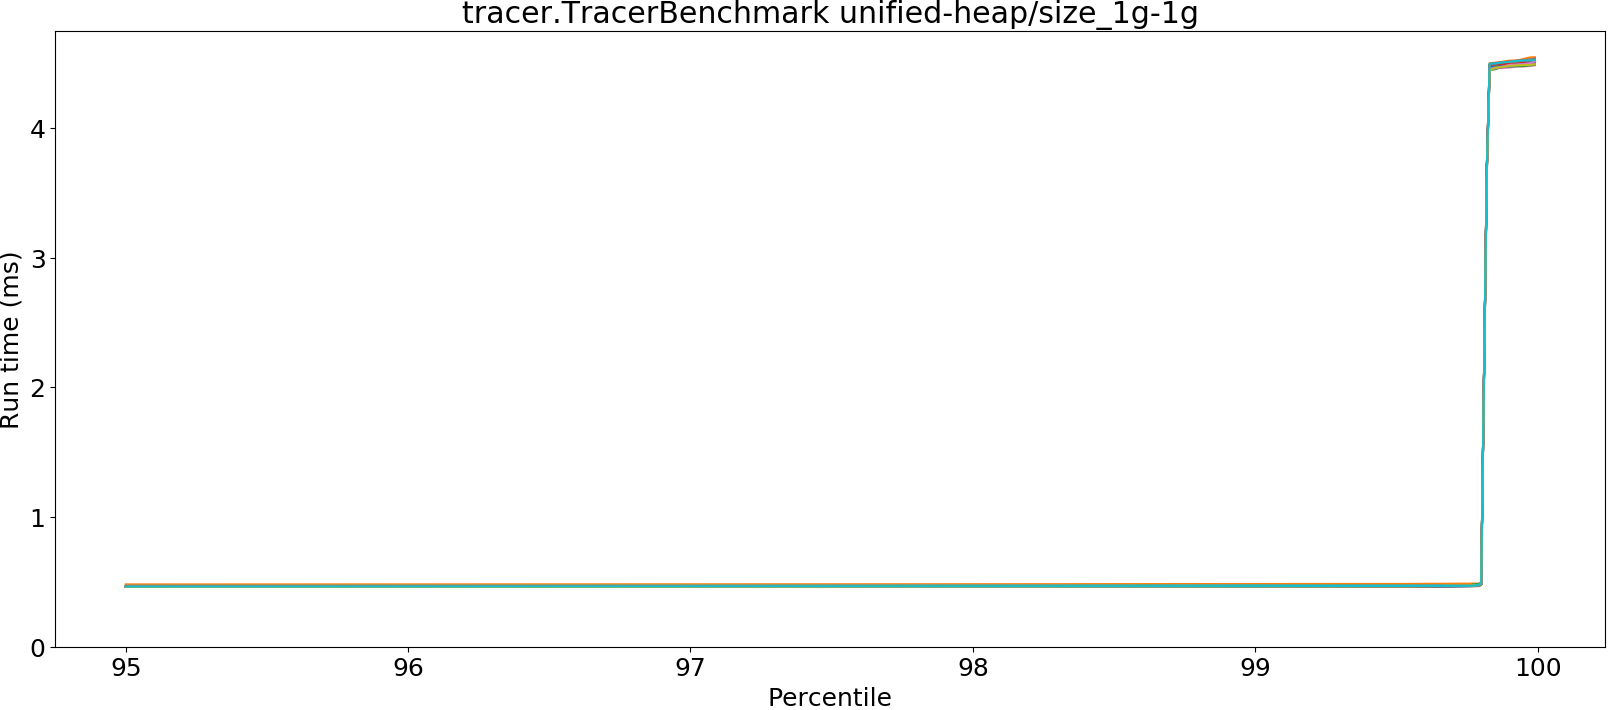 tracer.TracerBenchmark unified-heap/size_1g-1g
4
3
2
1
0
Run time (ms)
95 96 97 98 99 100
Percentile